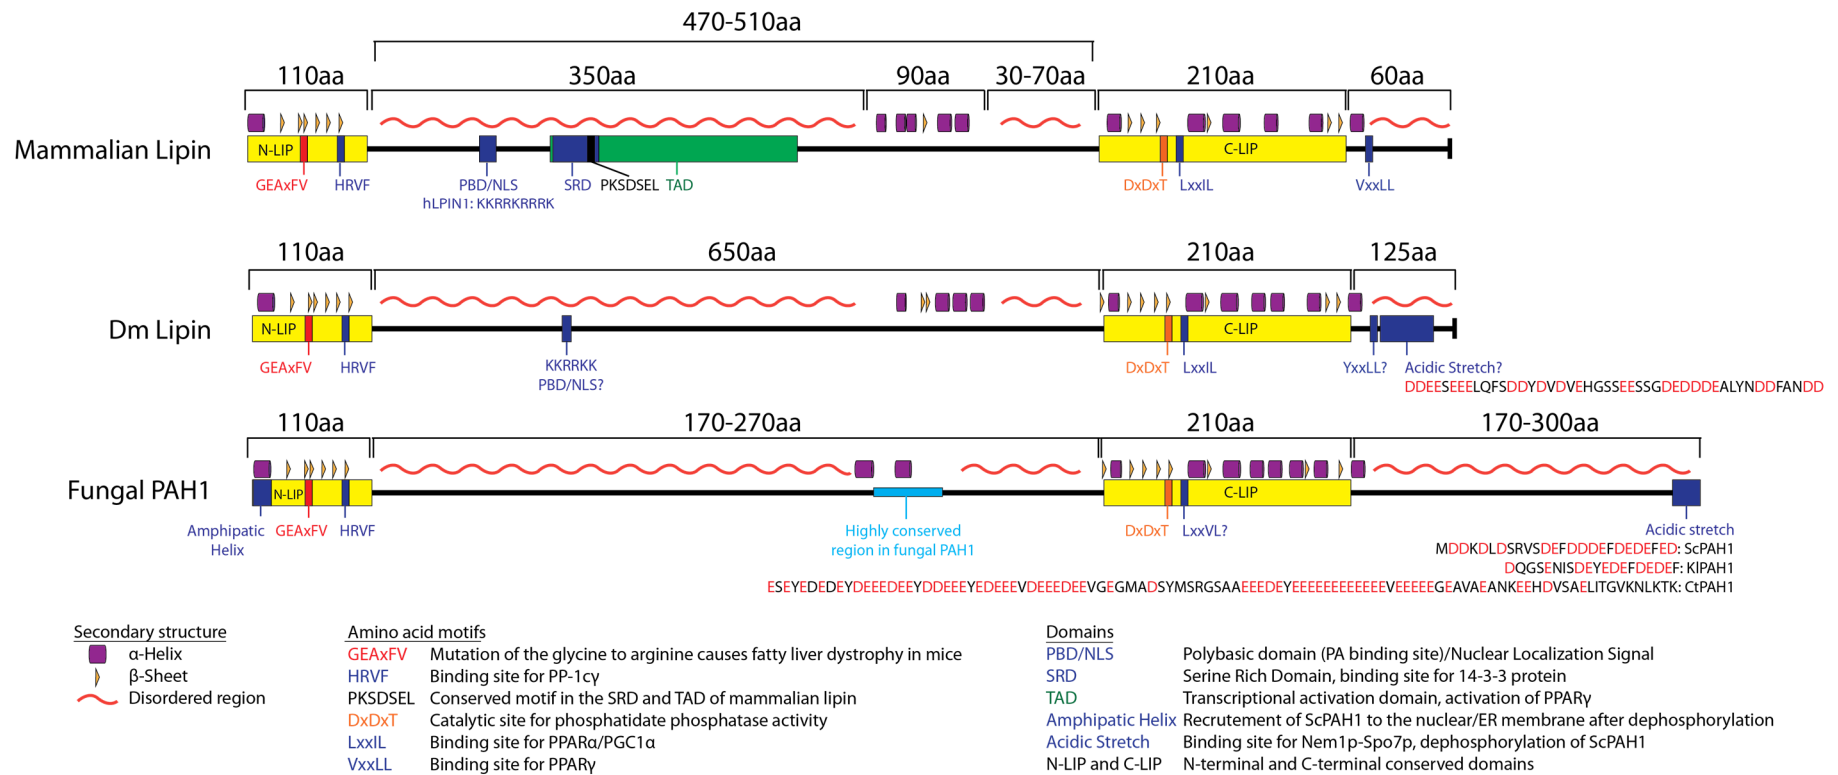 470-510aa
110aa 350aa 90aa 30-70aa 210aa 60aa
Mammalian Lipin
N-LIP C-LIP
GEAxFV HRVF PBD/NLS SRD PKSDSEL TAD DxDxT LxxIL VxxLL
hLPIN1: KKRRKRRRK
110aa 650aa 210aa 125aa
Dm Lipin
N-LIP C-LIP
GEAxFV HRVF KKRRKK DxDxT LxxIL YxxLL? Acidic Stretch?
PBD/NLS?
DDEESEEELQFSDDYDVDVEHGSSEESSGDEDDDEALYNDDFANDD
110aa 170-270aa 210aa 170-300aa
Fungal PAH1
N-LIP C-LIP
Amphipatic GEAxFV HRVF Highly conserved DxDxT LxxVL? Acidic stretch
Helix region in fungal PAH1
MDDKDLDSRVSDEFDDDEFDEDEFED: ScPAH1
DQGSENISDEYEDEFDEDEF: KlPAH1
ESEYEDEDEYDEEEDEEYDDEEEYEDEEEVDEEEDEEVGEGMADSYMSRGSAAEEEDEYEEEEEEEEEEEEVEEEEEGEAVAEANKEEHDVSAELITGVKNLKTK: CtPAH1
Secondary structure
α-Helix
β-Sheet
Disordered region
Amino acid motifs
GEAxFV Mutation of the glycine to arginine causes fatty liver dystrophy in mice
HRVF Binding site for PP-1cγ
PKSDSEL Conserved motif in the SRD and TAD of mammalian lipin
DxDxT Catalytic site for phosphatidate phosphatase activity
LxxIL Binding site for PPARα/PGC1α
VxxLL Binding site for PPARγ
Domains
PBD/NLS Polybasic domain (PA binding site)/Nuclear Localization Signal
SRD Serine Rich Domain, binding site for 14-3-3 protein
TAD Transcriptional activation domain, activation of PPARγ
Amphipatic Helix Recrutement of ScPAH1 to the nuclear/ER membrane after dephosphorylation
Acidic Stretch Binding site for Nem1p-Spo7p, dephosphorylation of ScPAH1
N-LIP and C-LIP N-terminal and C-terminal conserved domains